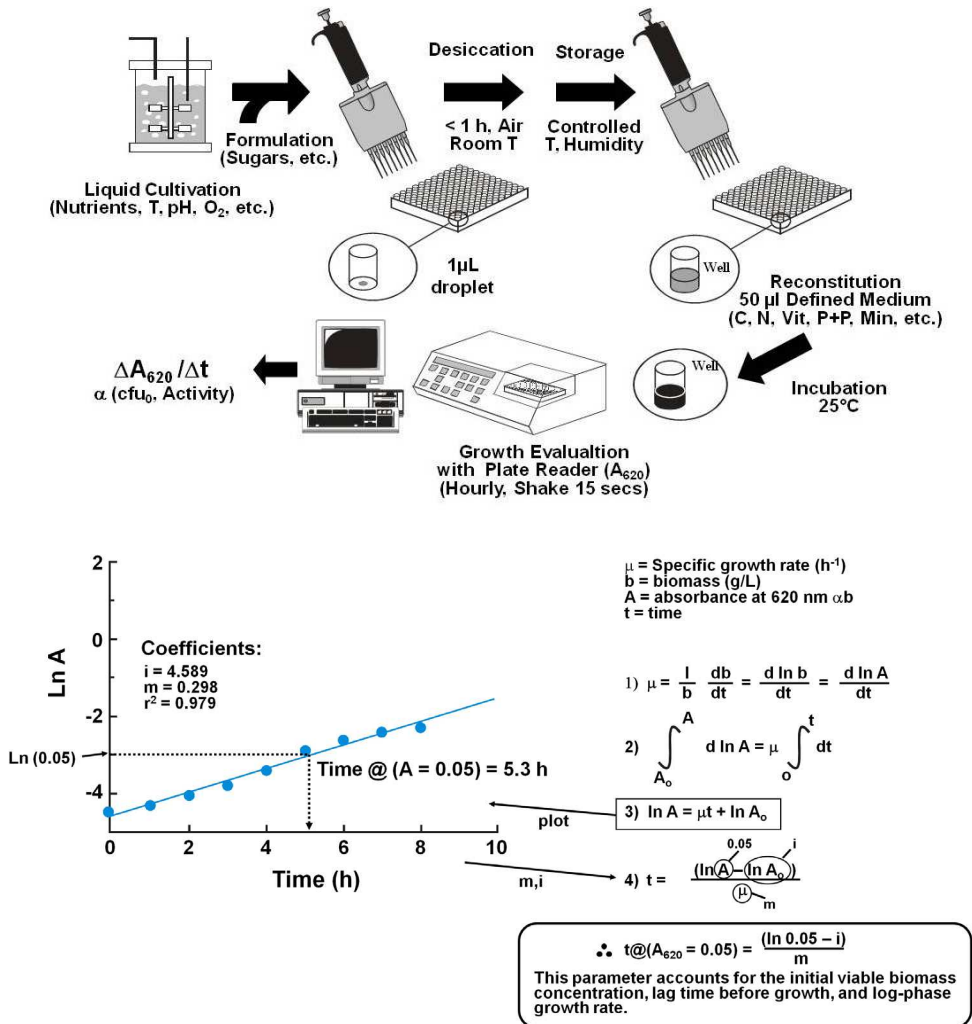 Desiccation
Storage
< 1 h, Air
Room T
Controlled
T, Humidity
Formulation
(Sugars, etc.)
Liquid Cultivation
(Nutrients, T, pH, O₂, etc.)
1µL
droplet
Well
Reconstitution
50 µl Defined Medium
(C, N, Vit, P+P, Min, etc.)
Well
Incubation
25°C
ΔA₆₂₀ /Δt
α (cfu₀, Activity)
Growth Evalualtion
with Plate Reader (A₆₂₀)
(Hourly, Shake 15 secs)
2
0
-2
-4
Ln A
Coefficients:
i = 4.589
m = 0.298
r² = 0.979
Ln (0.05)
Time @ (A = 0.05) = 5.3 h
0 2 4 6 8 10
Time (h)
plot
m,i
µ = Specific growth rate (h⁻¹)
b = biomass (g/L)
A = absorbance at 620 nm αb
t = time
1) µ = I/b db/dt = d ln b/dt = d ln A/dt
2) ∫ Aₒ A d ln A = µ ∫ o t dt
3) ln A = µt + ln Aₒ
0.05 i
4) t = (ln A – ln Aₒ) / µ
m
∴ t@(A₆₂₀ = 0.05) = (ln 0.05 – i) / m
This parameter accounts for the initial viable biomass
concentration, lag time before growth, and log-phase
growth rate.